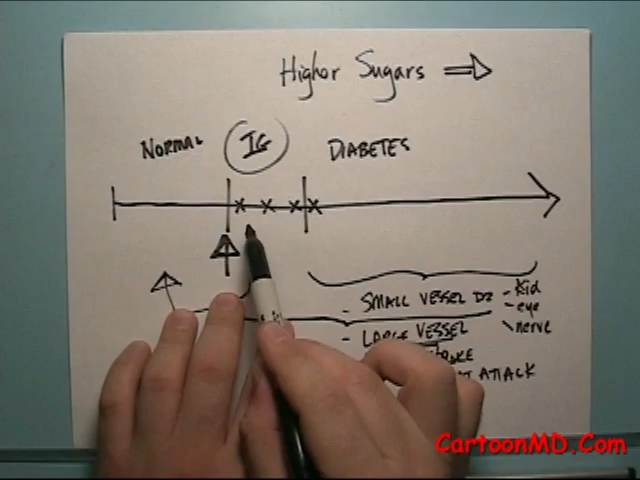 Higher Sugars
NORMAL IG DIABETES
- SMALL VESSEL DZ - Kid
- eye
- nerve
- LARGE VESSEL
ATTACK
CartoonMD.Com